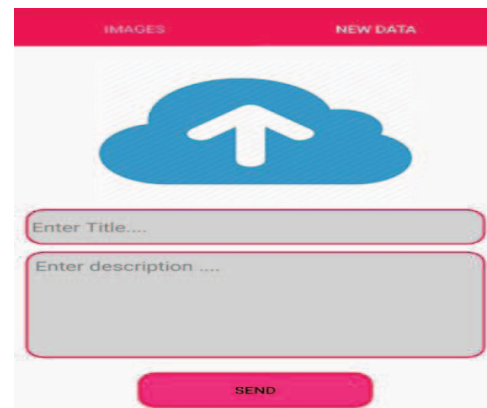 IMAGES NEW DATA
Enter Title....
Enter description ....
SEND